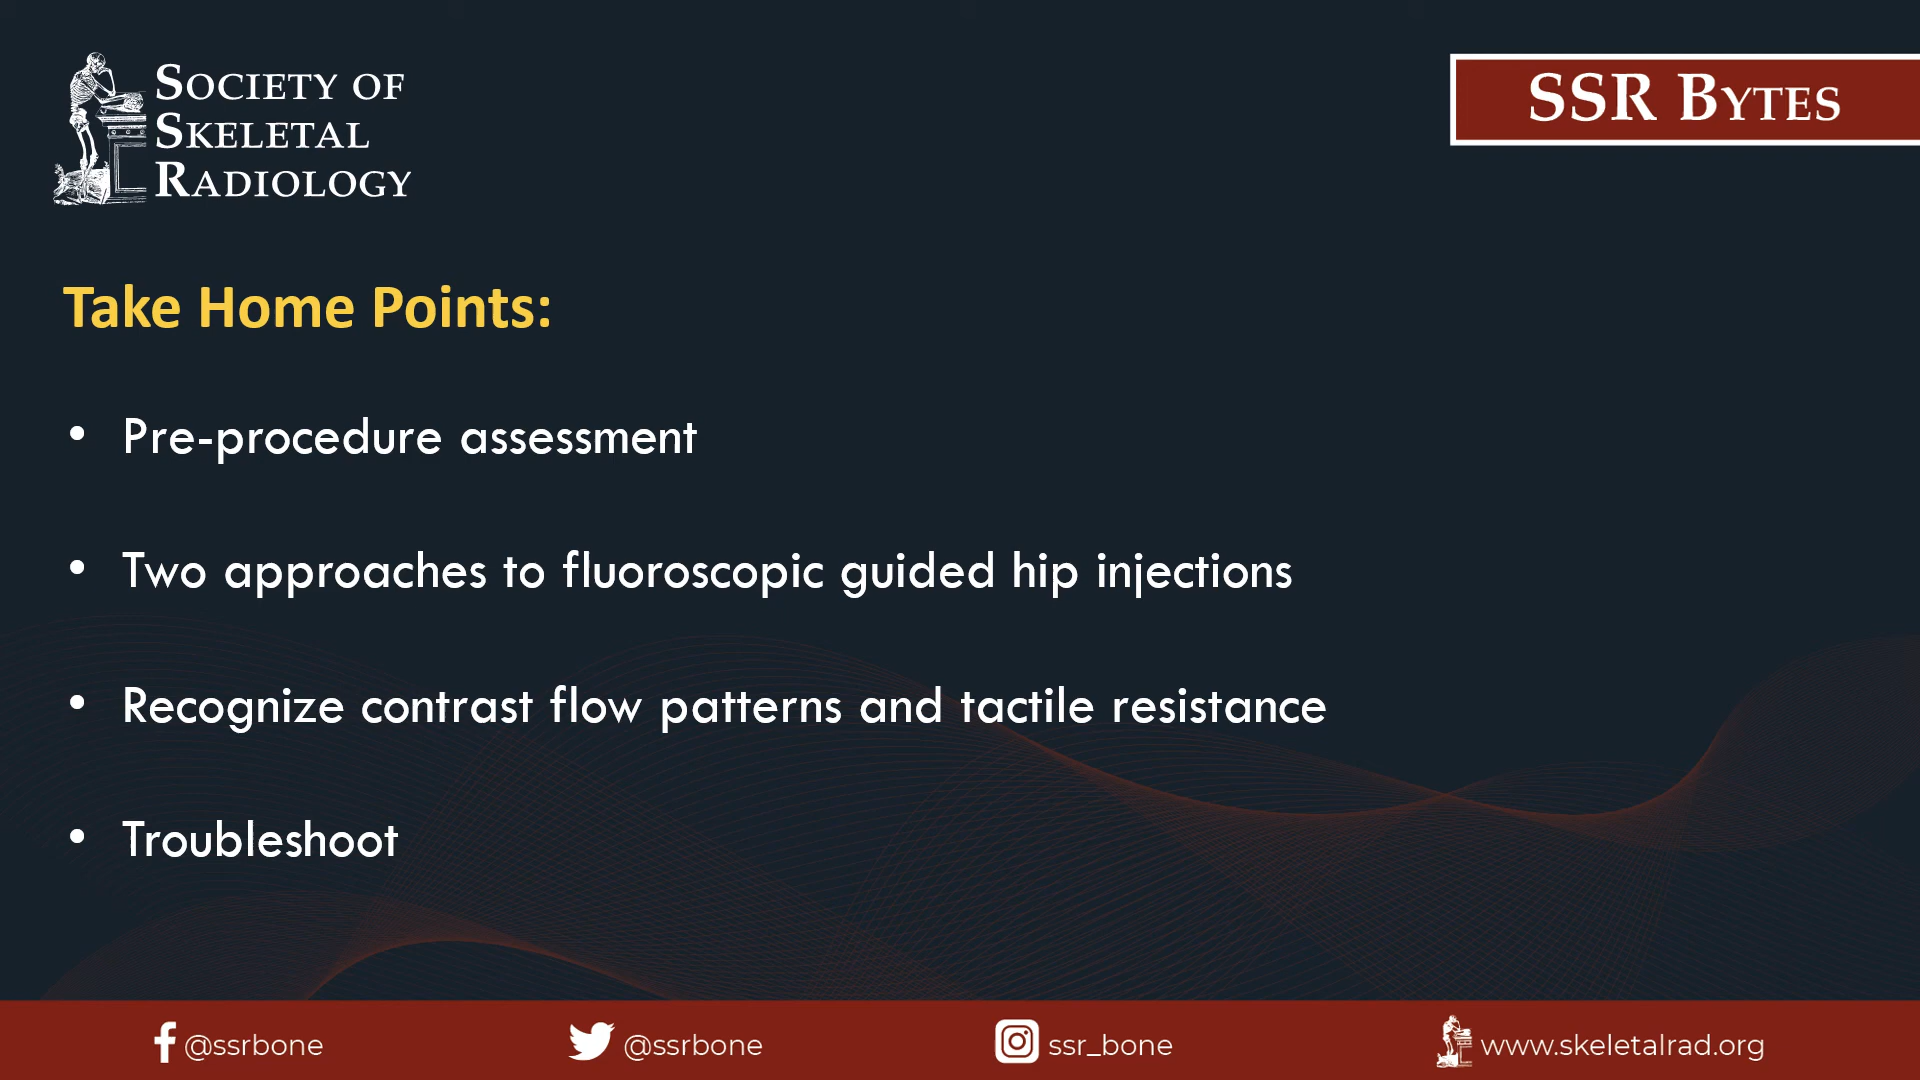 SOCIETY OF
SKELETAL
RADIOLOGY
SSR BYTES
Take Home Points:
• Pre-procedure assessment
• Two approaches to fluoroscopic guided hip injections
• Recognize contrast flow patterns and tactile resistance
• Troubleshoot
@ssrbone
@ssrbone
ssr_bone
www.skeletalrad.org